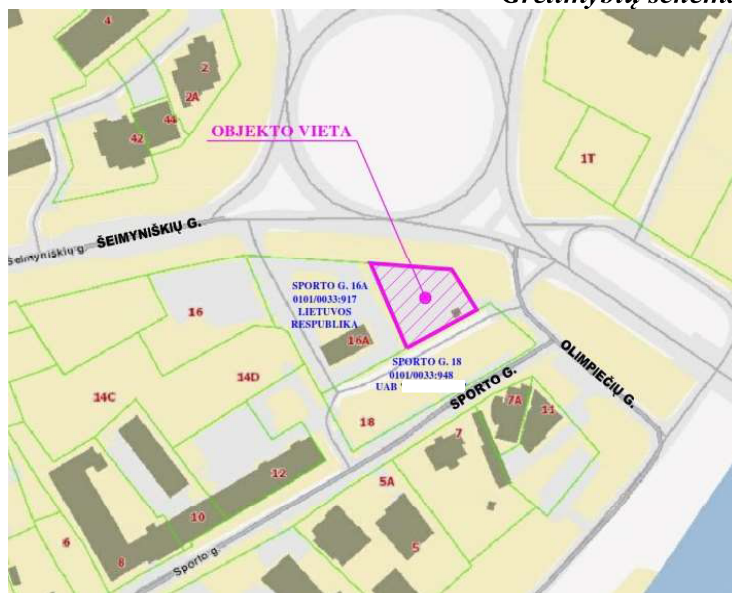 Gretimybių schema
4
2
2A
44
42
OBJEKTO VIETA
1T
ŠEIMYNIŠKIŲ G.
Šeimyniškių g.
SPORTO G. 16A
0101/0033:917
LIETUVOS
RESPUBLIKA
16
16A
SPORTO G. 18
0101/0033:948
UAB
14D
14C
OLIMPIEČIŲ G.
SPORTO G.
18
7A
11
7
12
5A
10
6
8
5
Sporto g.